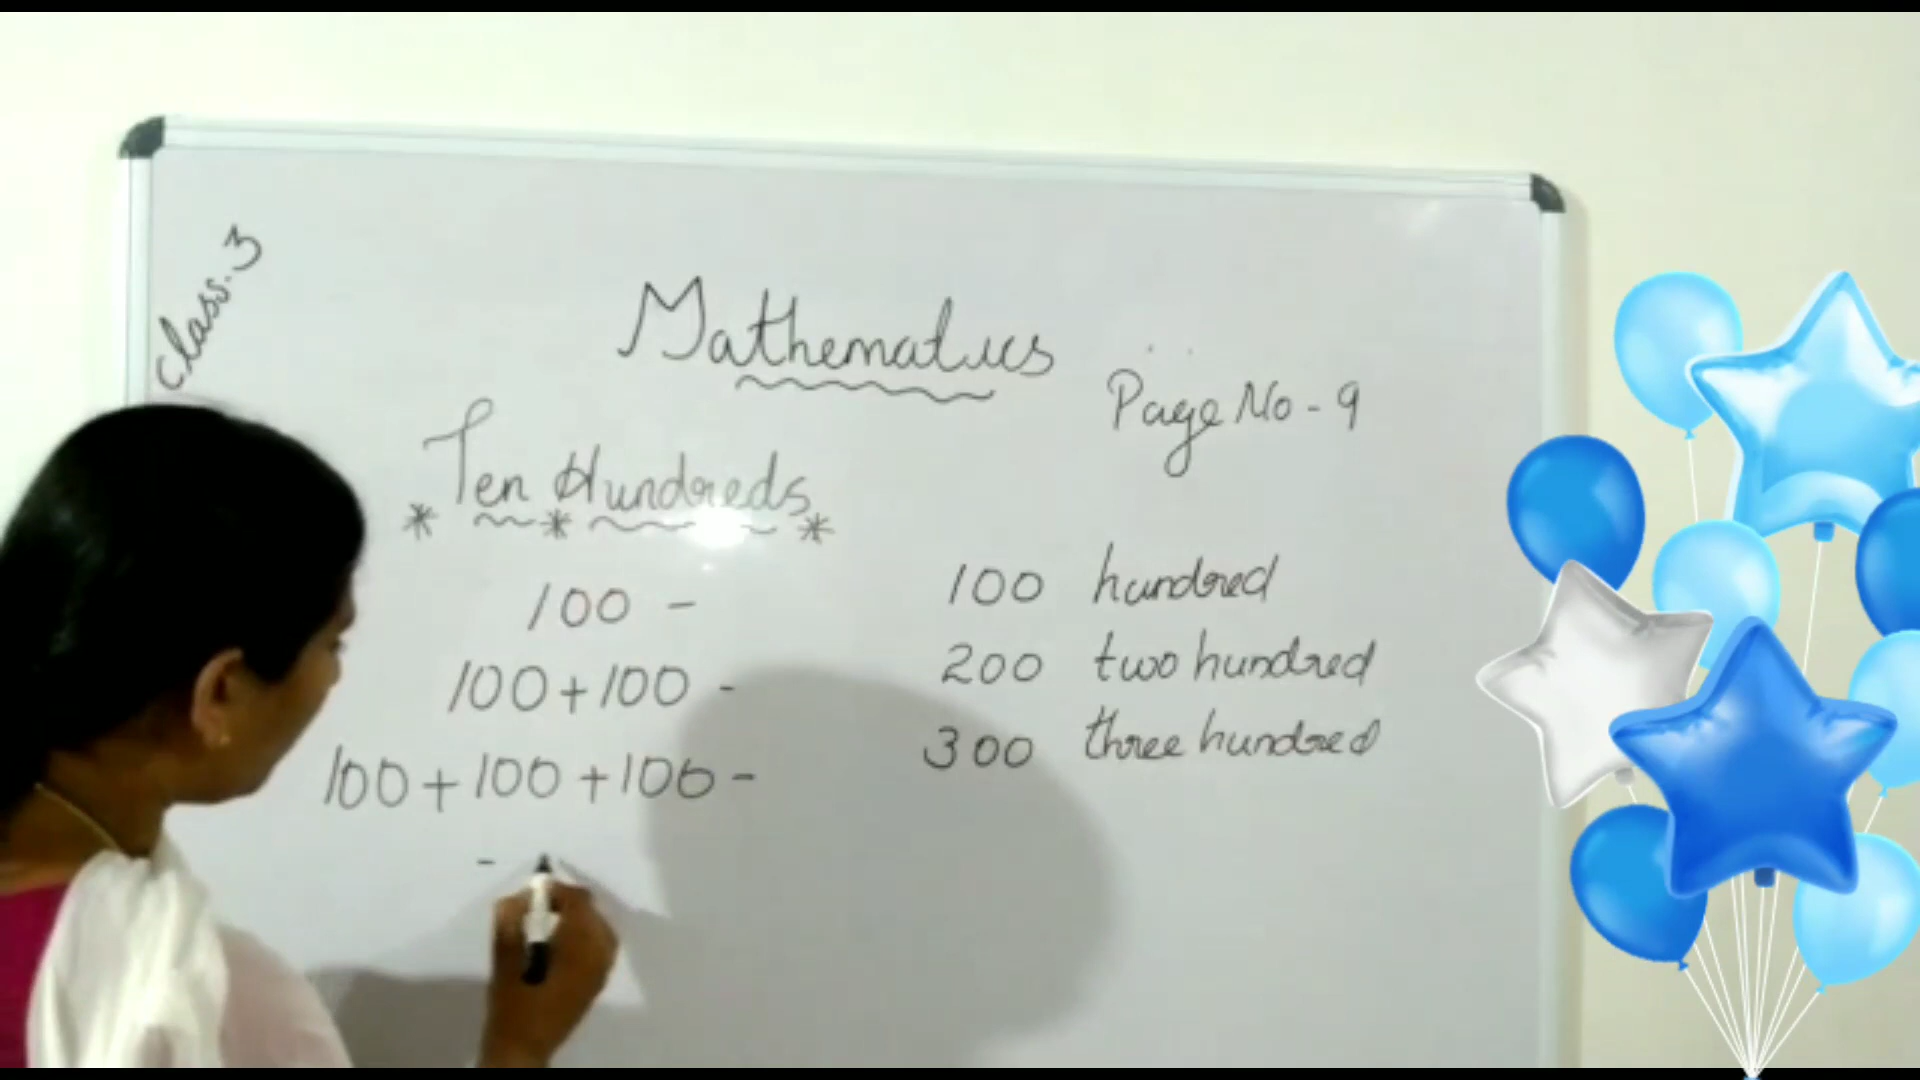 Class.3
Mathematics
Page No - 9
Ten Hundreds
100 - 100 hundred
100+100 - 200 two hundred
100+100+100 - 300 three hundred
-